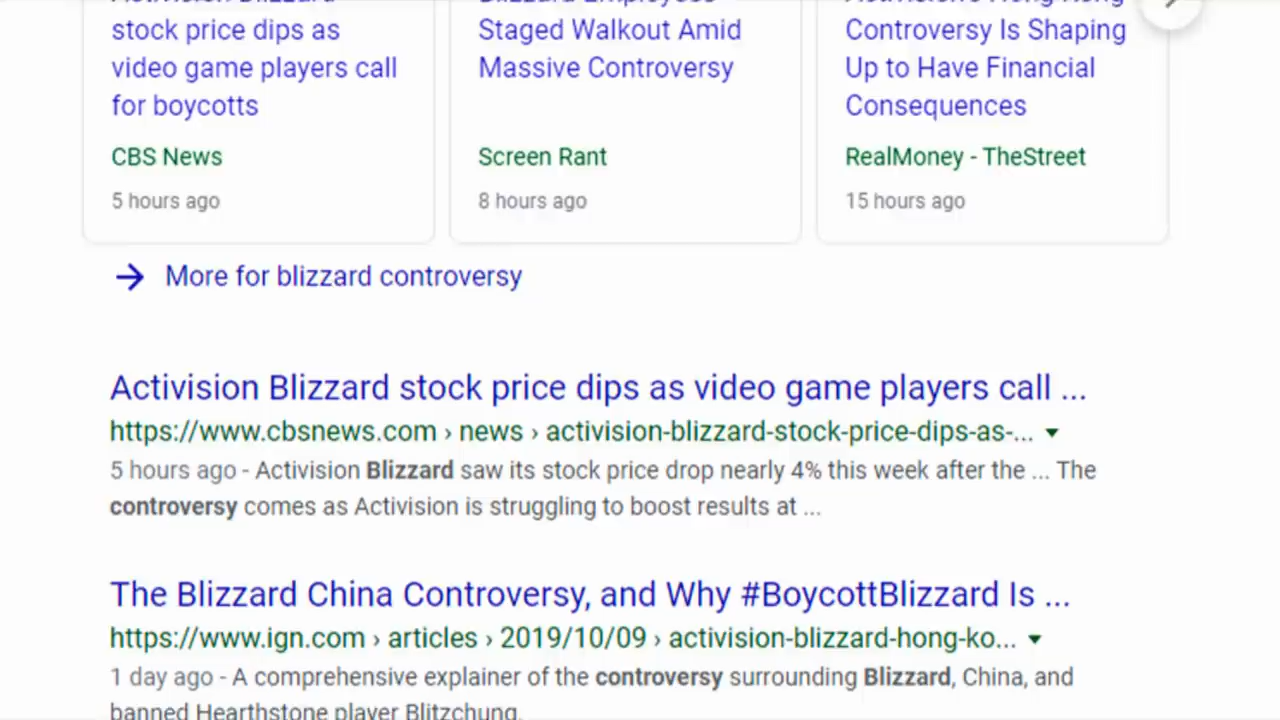 stock price dips as
video game players call
for boycotts
CBS News
5 hours ago
Staged Walkout Amid
Massive Controversy
Screen Rant
8 hours ago
Controversy Is Shaping
Up to Have Financial
Consequences
RealMoney - TheStreet
15 hours ago
More for blizzard controversy
Activision Blizzard stock price dips as video game players call ...
https://www.cbsnews.com › news › activision-blizzard-stock-price-dips-as-...
5 hours ago - Activision Blizzard saw its stock price drop nearly 4% this week after the ... The
controversy comes as Activision is struggling to boost results at ...
The Blizzard China Controversy, and Why #BoycottBlizzard Is ...
https://www.ign.com › articles › 2019/10/09 › activision-blizzard-hong-ko...
1 day ago - A comprehensive explainer of the controversy surrounding Blizzard, China, and
banned Hearthstone player Blitzchung.